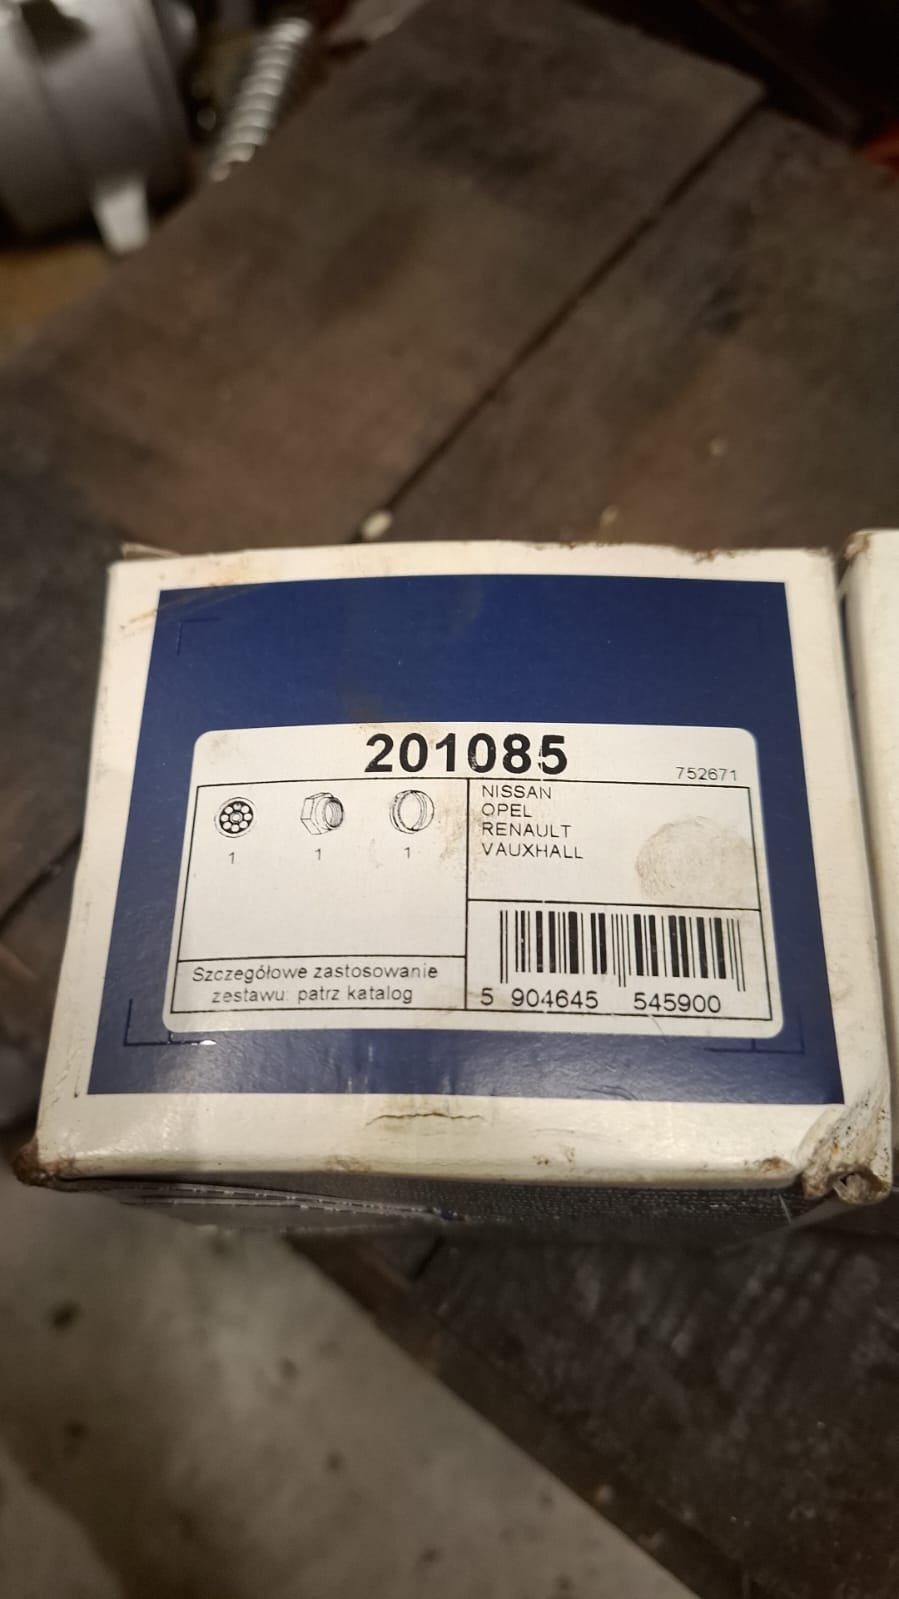 201085
752671
1
1
1
NISSAN
OPEL
RENAULT
VAUXHALL
Szczegółowe zastosowanie
zestawu: patrz katalog
5 904645 545900